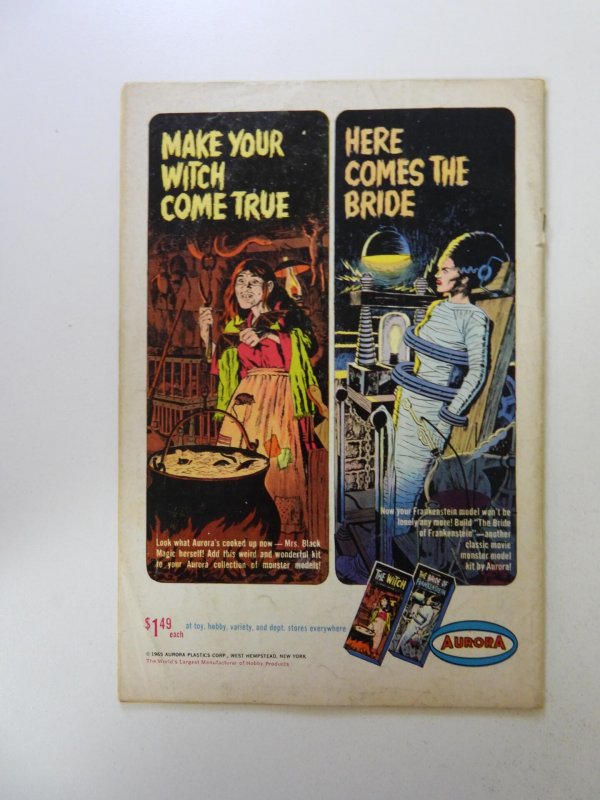 MAKE YOUR
WITCH
COME TRUE
Look what Aurora's cooked up now — Mrs. Black
Magic herself! Add this weird and wonderful kit
to your Aurora collection of monster models!
HERE
COMES THE
BRIDE
Now your Frankenstein model won't be
lonely any more! Build "The Bride
of Frankenstein"—another
classic movie
monster model
kit by Aurora!
THE WITCH
THE BRIDE OF
FRANKENSTEIN
$1.49 each
at toy, hobby, variety, and dept. stores everywhere
AURORA
© 1965 AURORA PLASTICS CORP., WEST HEMPSTEAD, NEW YORK
The World's Largest Manufacturer of Hobby Products